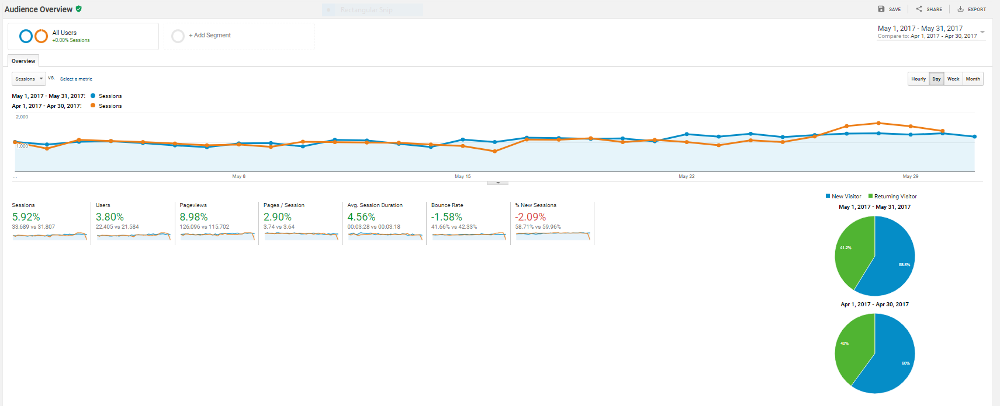 Audience Overview
Rectangular Snip
SAVE
SHARE
EXPORT
All Users
+0.00% Sessions
+ Add Segment
May 1, 2017 - May 31, 2017
Compare to: Apr 1, 2017 - Apr 30, 2017
Overview
Sessions
vs.
Select a metric
Hourly
Day
Week
Month
May 1, 2017 - May 31, 2017:
Sessions
Apr 1, 2017 - Apr 30, 2017:
Sessions
2,000
1,000
...
May 8
May 15
May 22
May 29
Sessions
5.92%
33,689 vs 31,807
Users
3.80%
22,405 vs 21,584
Pageviews
8.98%
126,096 vs 115,702
Pages / Session
2.90%
3.74 vs 3.64
Avg. Session Duration
4.56%
00:03:28 vs 00:03:18
Bounce Rate
-1.58%
41.66% vs 42.33%
% New Sessions
-2.09%
58.71% vs 59.96%
New Visitor
Returning Visitor
May 1, 2017 - May 31, 2017
41.2%
58.8%
Apr 1, 2017 - Apr 30, 2017
40%
60%